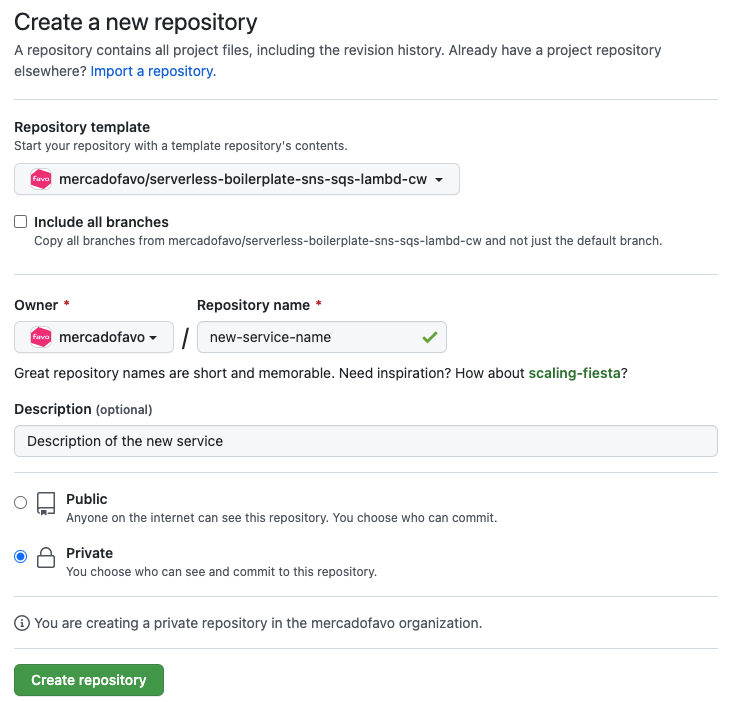 Create a new repository
A repository contains all project files, including the revision history. Already have a project repository
elsewhere? Import a repository.
Repository template
Start your repository with a template repository's contents.
favo mercadofavo/serverless-boilerplate-sns-sqs-lambd-cw
Include all branches
Copy all branches from mercadofavo/serverless-boilerplate-sns-sqs-lambd-cw and not just the default branch.
Owner * Repository name *
favo mercadofavo / new-service-name
Great repository names are short and memorable. Need inspiration? How about scaling-fiesta?
Description (optional)
Description of the new service
Public
Anyone on the internet can see this repository. You choose who can commit.
Private
You choose who can see and commit to this repository.
You are creating a private repository in the mercadofavo organization.
Create repository